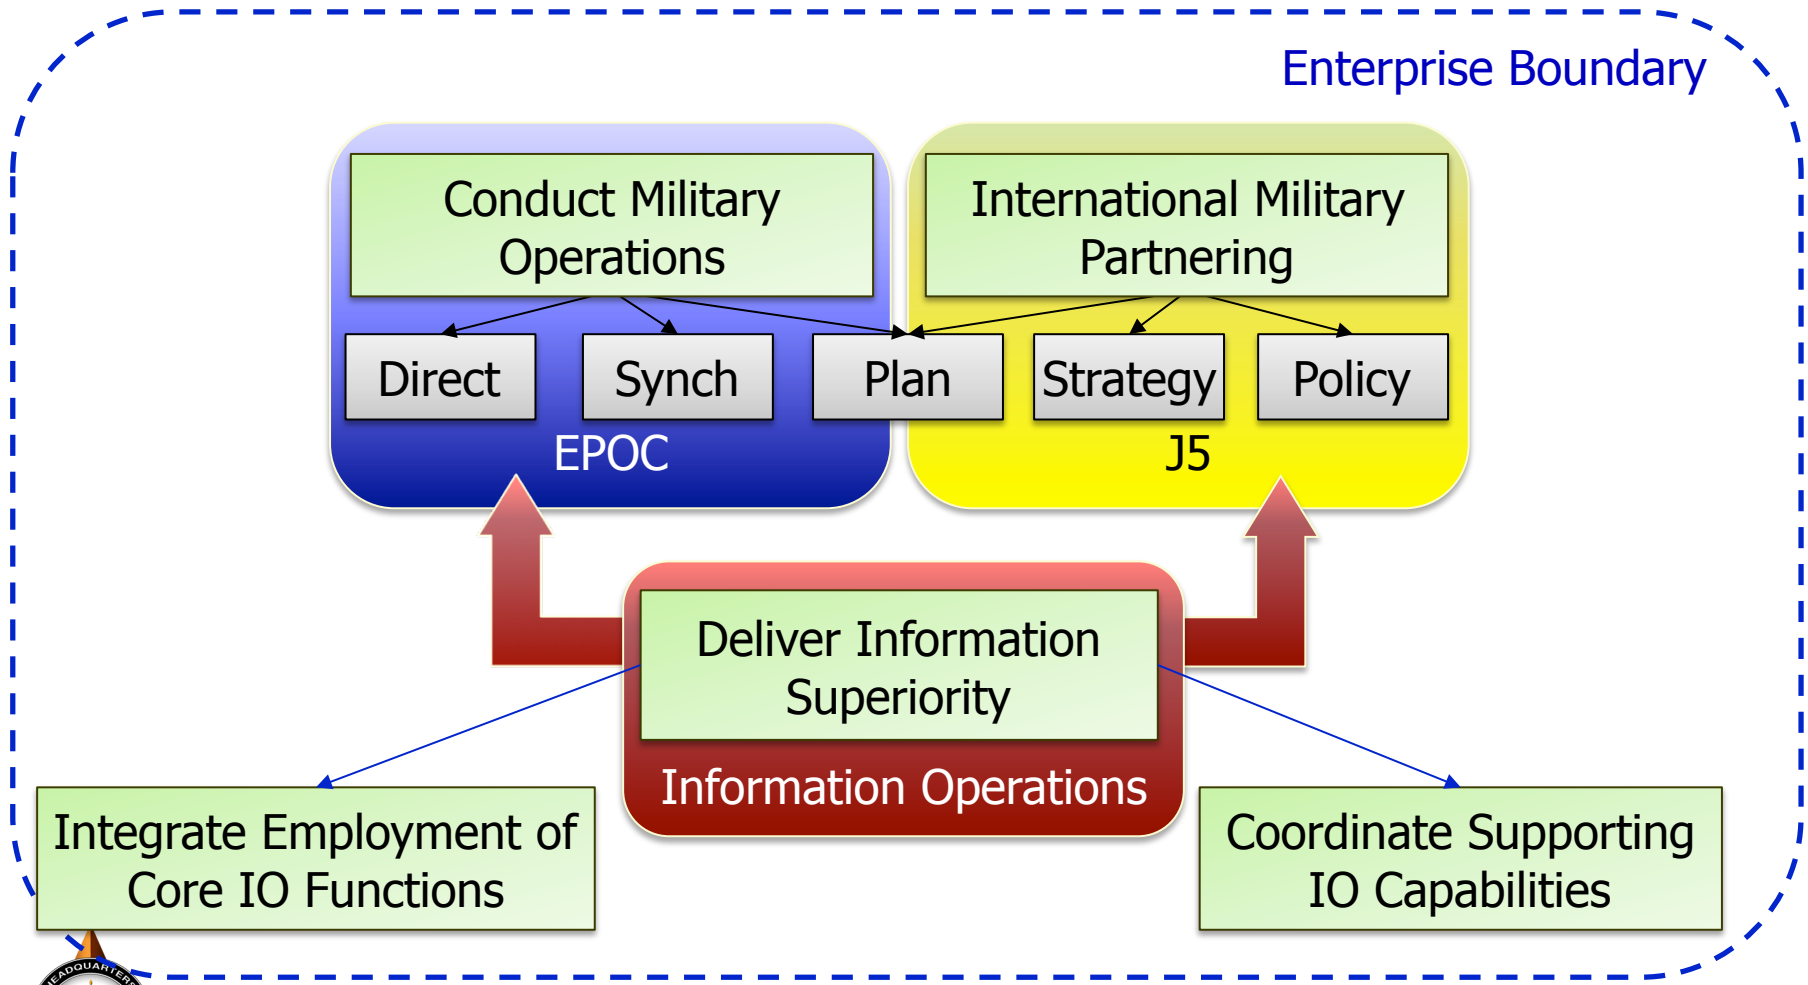 Enterprise Boundary
Conduct Military
Operations
International Military
Partnering
Direct
Synch
Plan
Strategy
Policy
EPOC
J5
Deliver Information
Superiority
Information Operations
Integrate Employment of
Core IO Functions
Coordinate Supporting
IO Capabilities